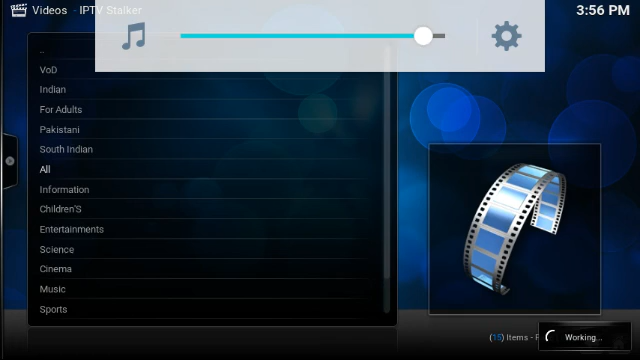 Videos - IPTV Stalker
3:56 PM
..
VoD
Indian
For Adults
Pakistani
South Indian
All
Information
Children'S
Entertainments
Science
Cinema
Music
Sports
(15) Items -
Working...